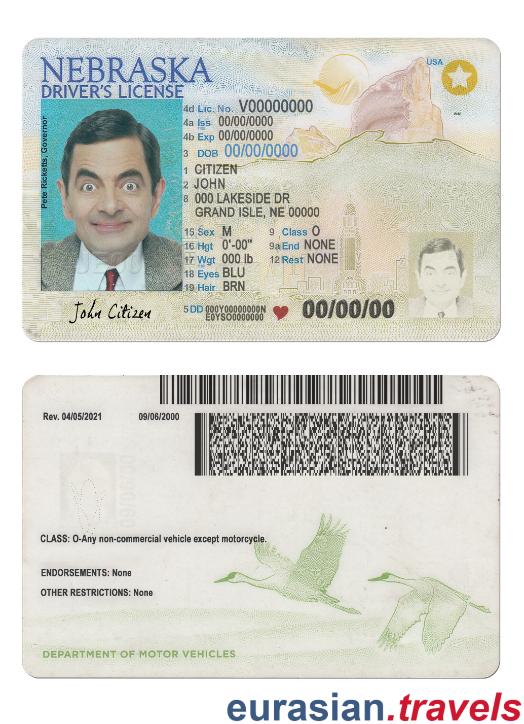 NEBRASKA
DRIVER'S LICENSE
USA
Pete Ricketts, Governor
4d Lic. No. V00000000
4a Iss 00/00/0000
4b Exp 00/00/0000
3 DOB 00/00/0000
1 CITIZEN
2 JOHN
8 000 LAKESIDE DR
GRAND ISLE, NE 00000
15 Sex M 9 Class O
16 Hgt 0'-00" 9a End NONE
17 Wgt 000 lb 12 Rest NONE
18 Eyes BLU
19 Hair BRN
5 DD 000Y00000000N
E0YSO0000000
00/00/00
John Citizen
Rev. 04/05/2021 09/06/2000
CLASS: O-Any non-commercial vehicle except motorcycle.
ENDORSEMENTS: None
OTHER RESTRICTIONS: None
DEPARTMENT OF MOTOR VEHICLES
eurasian.travels